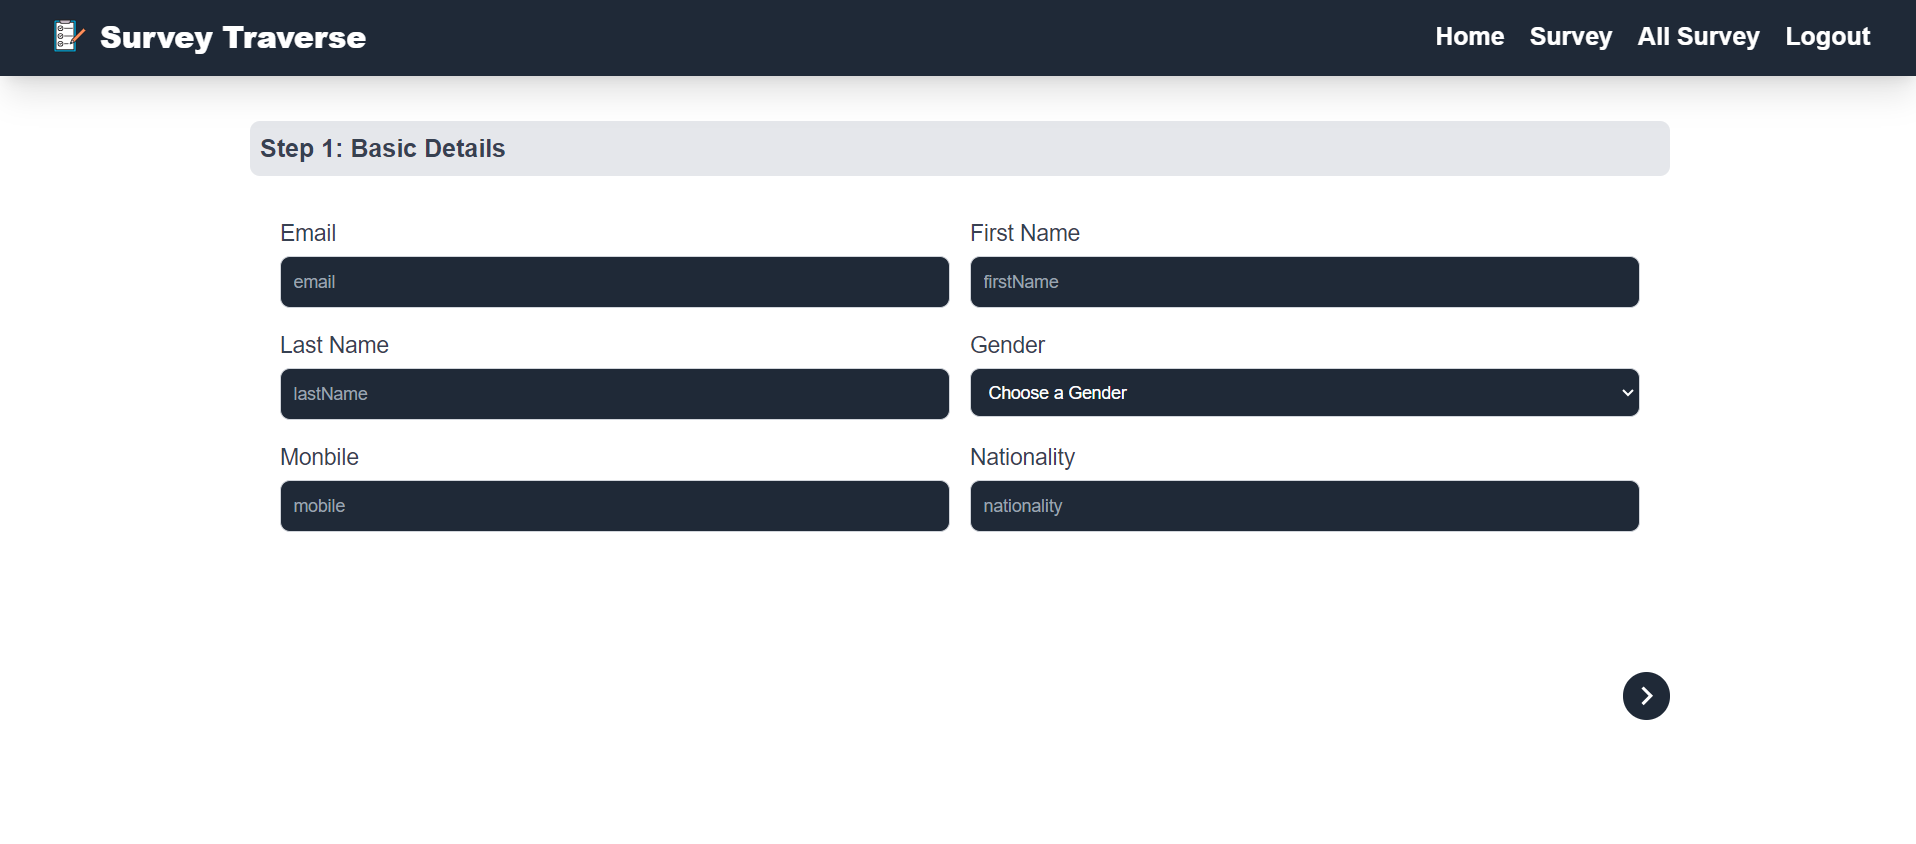 Survey Traverse
Home Survey All Survey Logout
Step 1: Basic Details
Email First Name
email firstName
Last Name Gender
lastName Choose a Gender
Monbile Nationality
mobile nationality